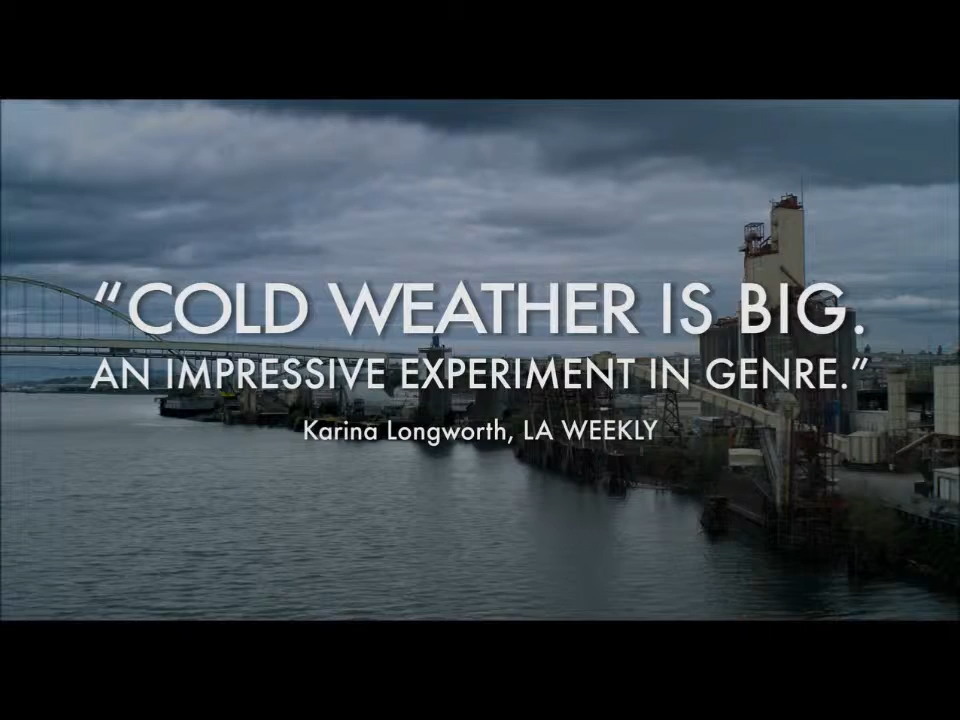 “COLD WEATHER IS BIG.
AN IMPRESSIVE EXPERIMENT IN GENRE.”
Karina Longworth, LA WEEKLY